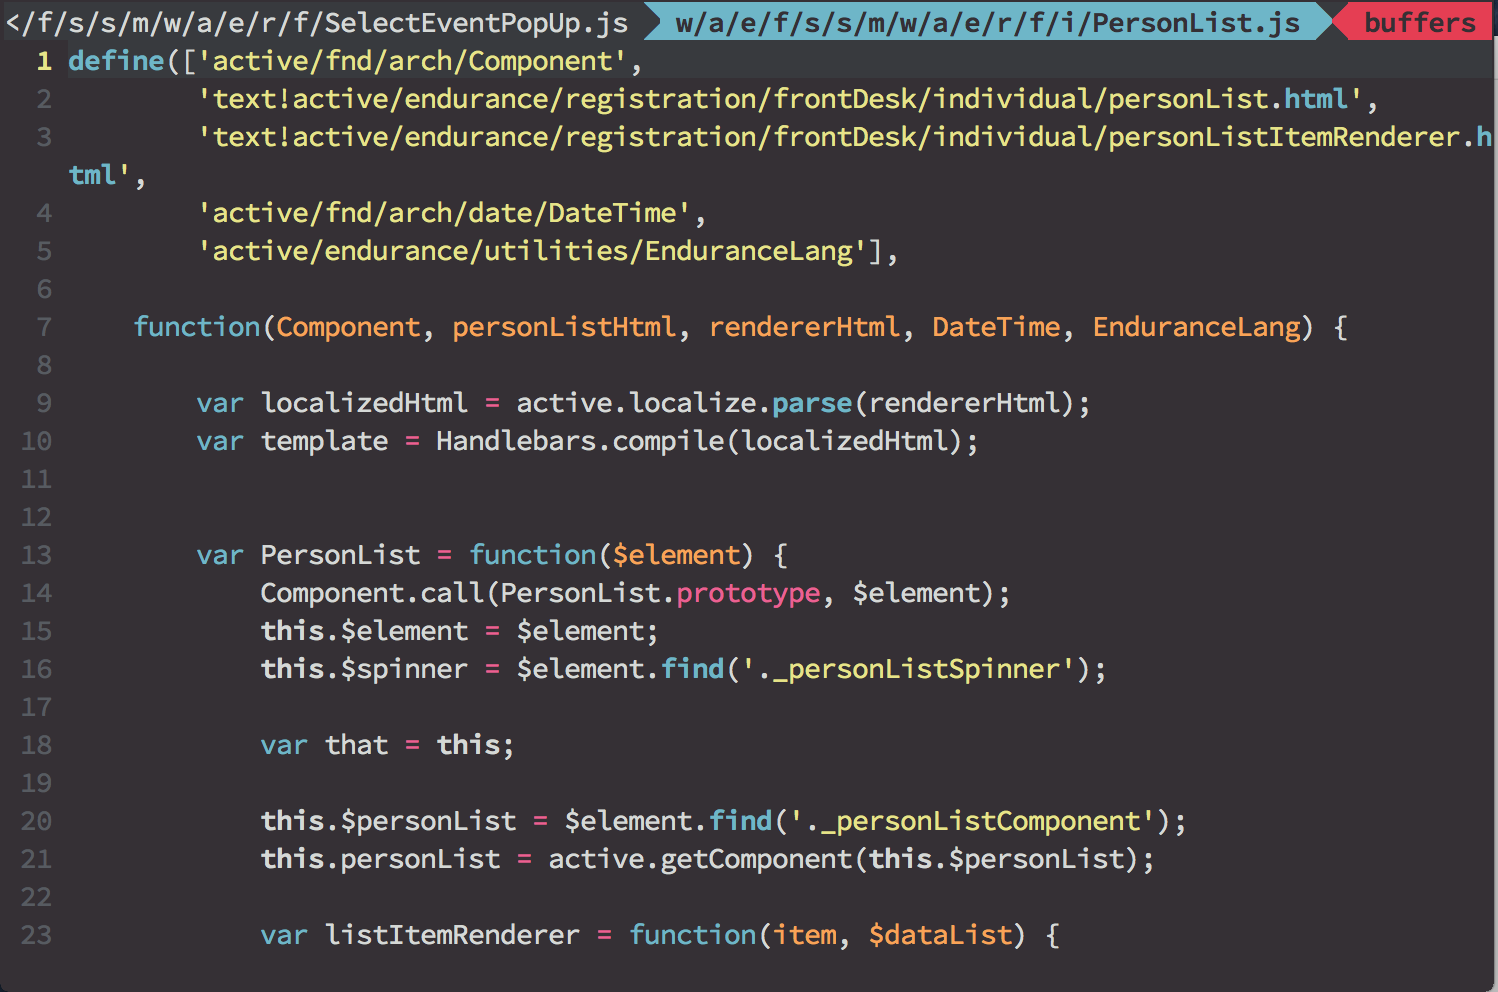 </f/s/s/m/w/a/e/r/f/SelectEventPopUp.js w/a/e/f/s/s/m/w/a/e/r/f/i/PersonList.js buffers
1 define(['active/fnd/arch/Component',
2         'text!active/endurance/registration/frontDesk/individual/personList.html',
3         'text!active/endurance/registration/frontDesk/individual/personListItemRenderer.h
tml',
4         'active/fnd/arch/date/DateTime',
5         'active/endurance/utilities/EnduranceLang'],
6
7     function(Component, personListHtml, rendererHtml, DateTime, EnduranceLang) {
8
9         var localizedHtml = active.localize.parse(rendererHtml);
10         var template = Handlebars.compile(localizedHtml);
11
12
13         var PersonList = function($element) {
14             Component.call(PersonList.prototype, $element);
15             this.$element = $element;
16             this.$spinner = $element.find('._personListSpinner');
17
18             var that = this;
19
20             this.$personList = $element.find('._personListComponent');
21             this.personList = active.getComponent(this.$personList);
22
23             var listItemRenderer = function(item, $dataList) {